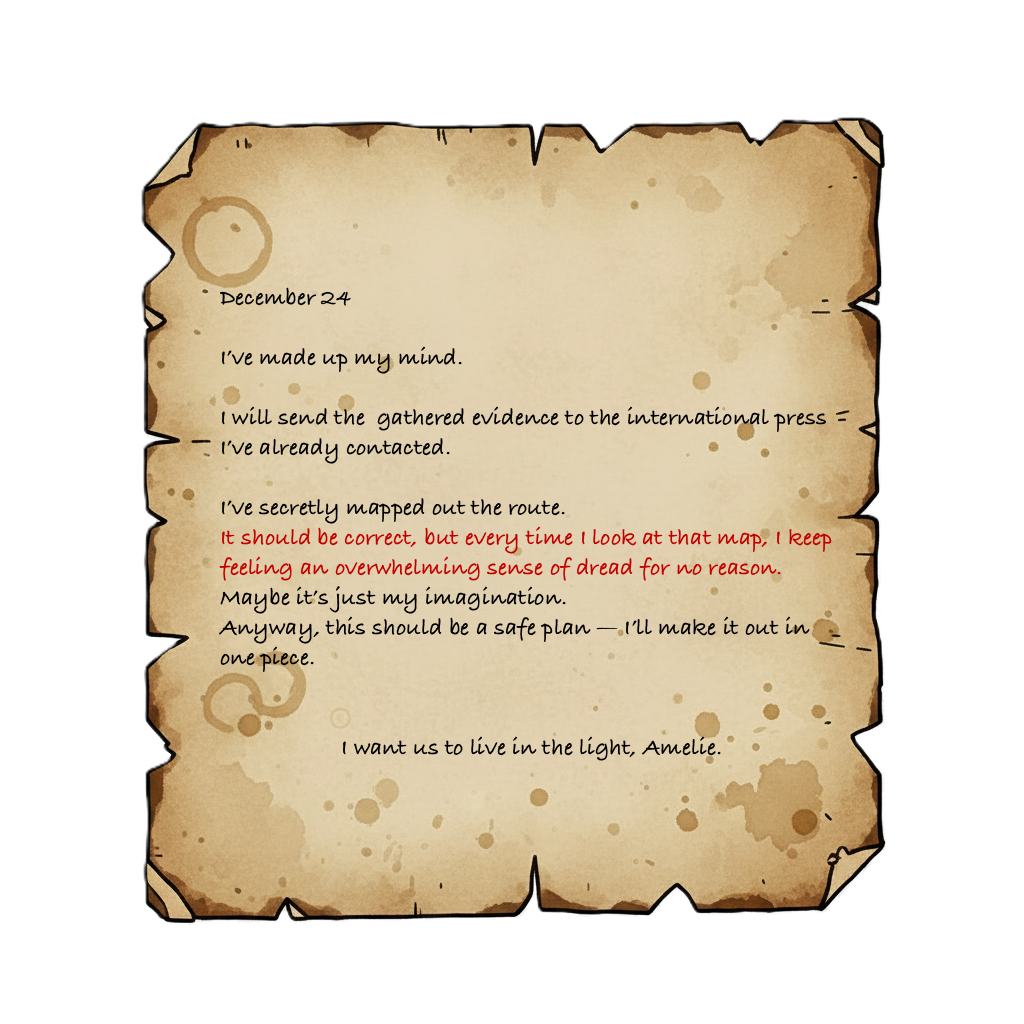 December 24
I've made up my mind.
I will send the  gathered evidence to the international press
I've already contacted.
I've secretly mapped out the route.
It should be correct, but every time I look at that map, I keep
feeling an overwhelming sense of dread for no reason.
Maybe it's just my imagination.
Anyway, this should be a safe plan — I'll make it out in
one piece.
I want us to live in the light, Amelie.